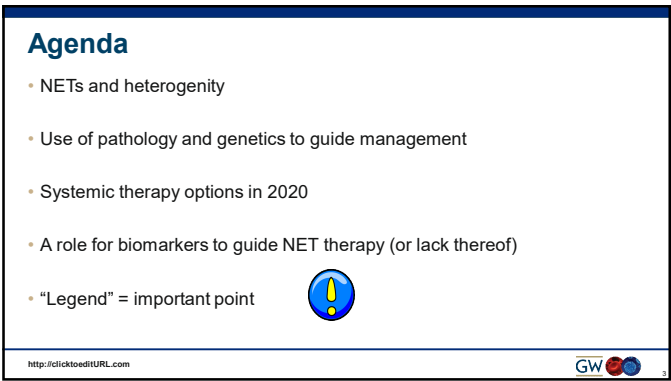 Agenda
• NETs and heterogenity
• Use of pathology and genetics to guide management
• Systemic therapy options in 2020
• A role for biomarkers to guide NET therapy (or lack thereof)
• “Legend” = important point
!
http://clicktoeditURL.com
GW
3